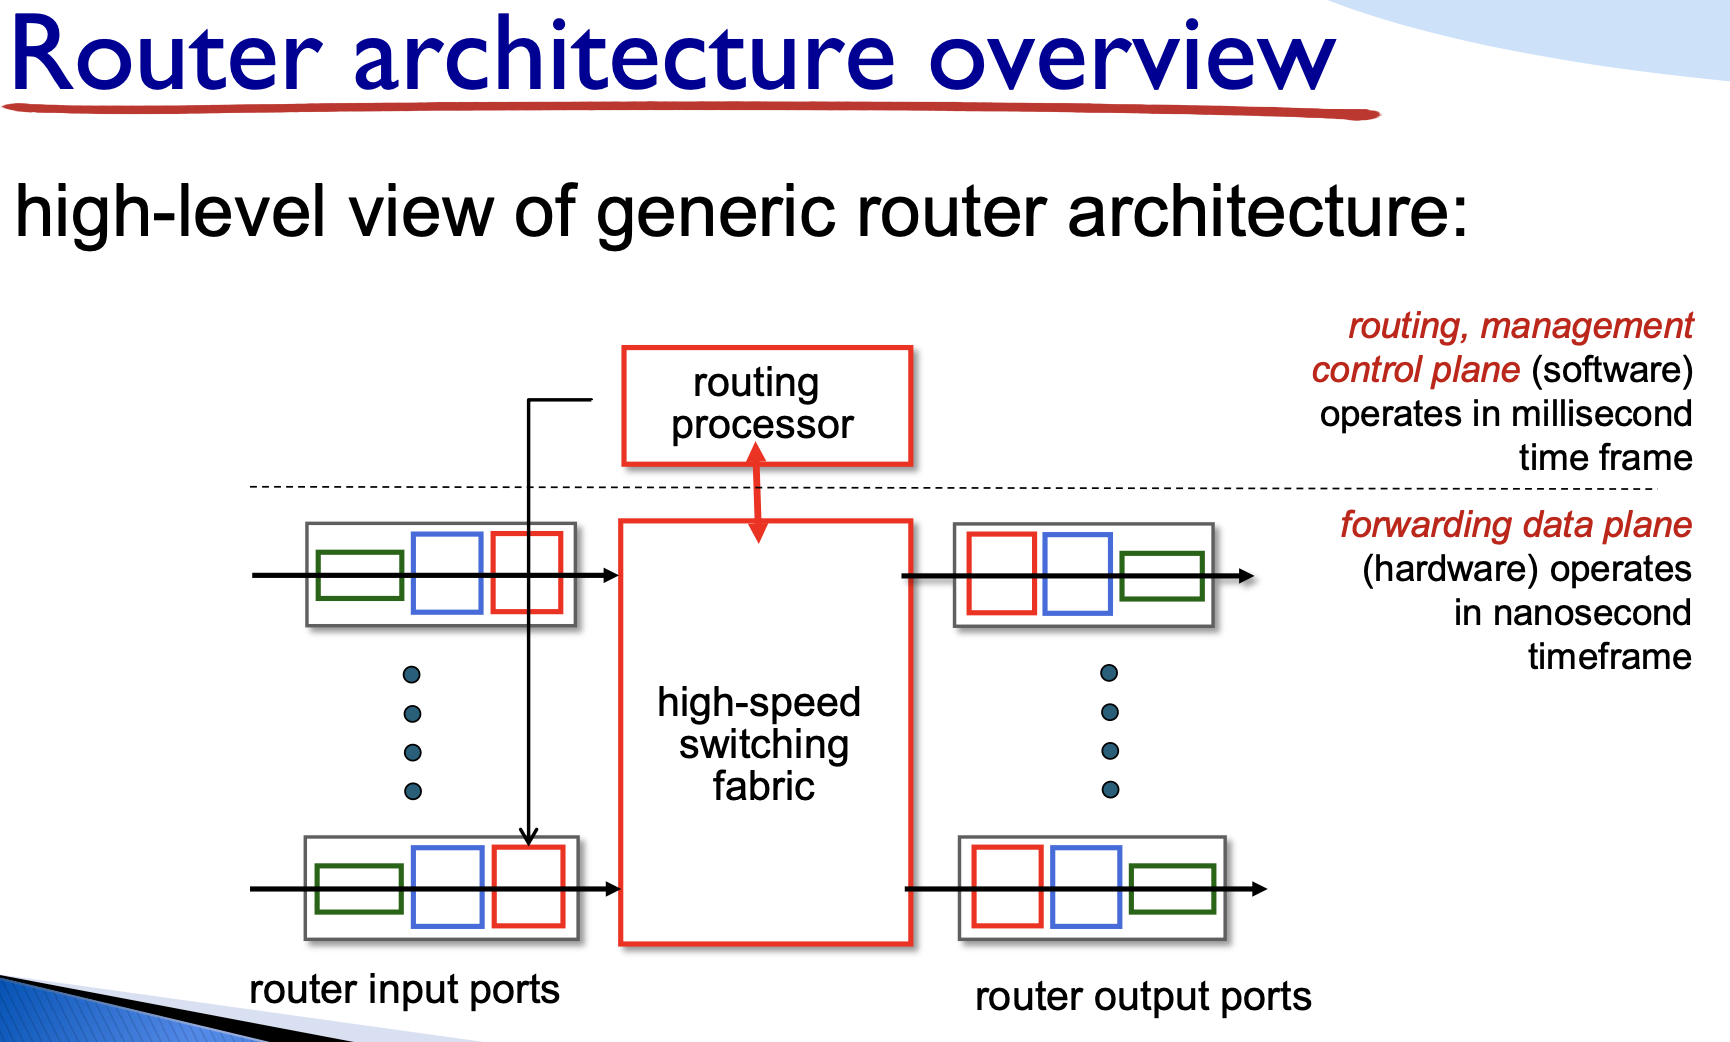 Router architecture overview
high-level view of generic router architecture:
routing, management
control plane (software)
operates in millisecond
time frame
routing
processor
forwarding data plane
(hardware) operates
in nanosecond
timeframe
high-speed
switching
fabric
router input ports
router output ports